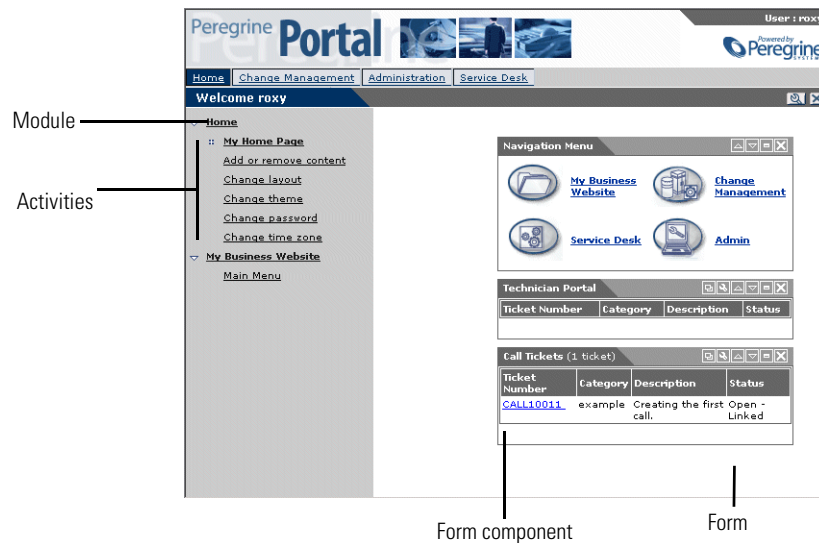 Peregrine Portal
User : roxy
Powered by
Peregrine
SYSTEMS
Home Change Management Administration Service Desk
Welcome roxy
Module
Home
My Home Page
Add or remove content
Activities
Change layout
Change theme
Change password
Change time zone
My Business Website
Main Menu
Navigation Menu
My Business Website
Change Management
Service Desk
Admin
Technician Portal
Ticket Number Category Description Status
Call Tickets (1 ticket)
Ticket Number Category Description Status
CALL10011 example Creating the first call. Open - Linked
Form component
Form